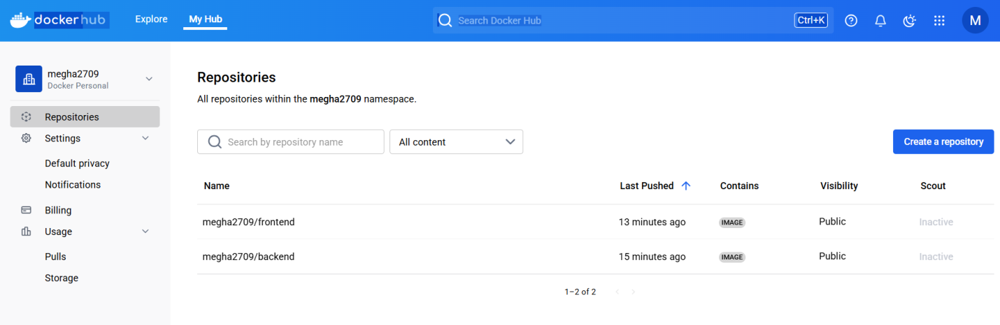 dockerhub Explore My Hub Search Docker Hub Ctrl+K M
megha2709
Docker Personal
Repositories
Settings
Default privacy
Notifications
Billing
Usage
Pulls
Storage
Repositories
All repositories within the megha2709 namespace.
Search by repository name All content Create a repository
Name Last Pushed Contains Visibility Scout
megha2709/frontend 13 minutes ago IMAGE Public Inactive
megha2709/backend 15 minutes ago IMAGE Public Inactive
1–2 of 2